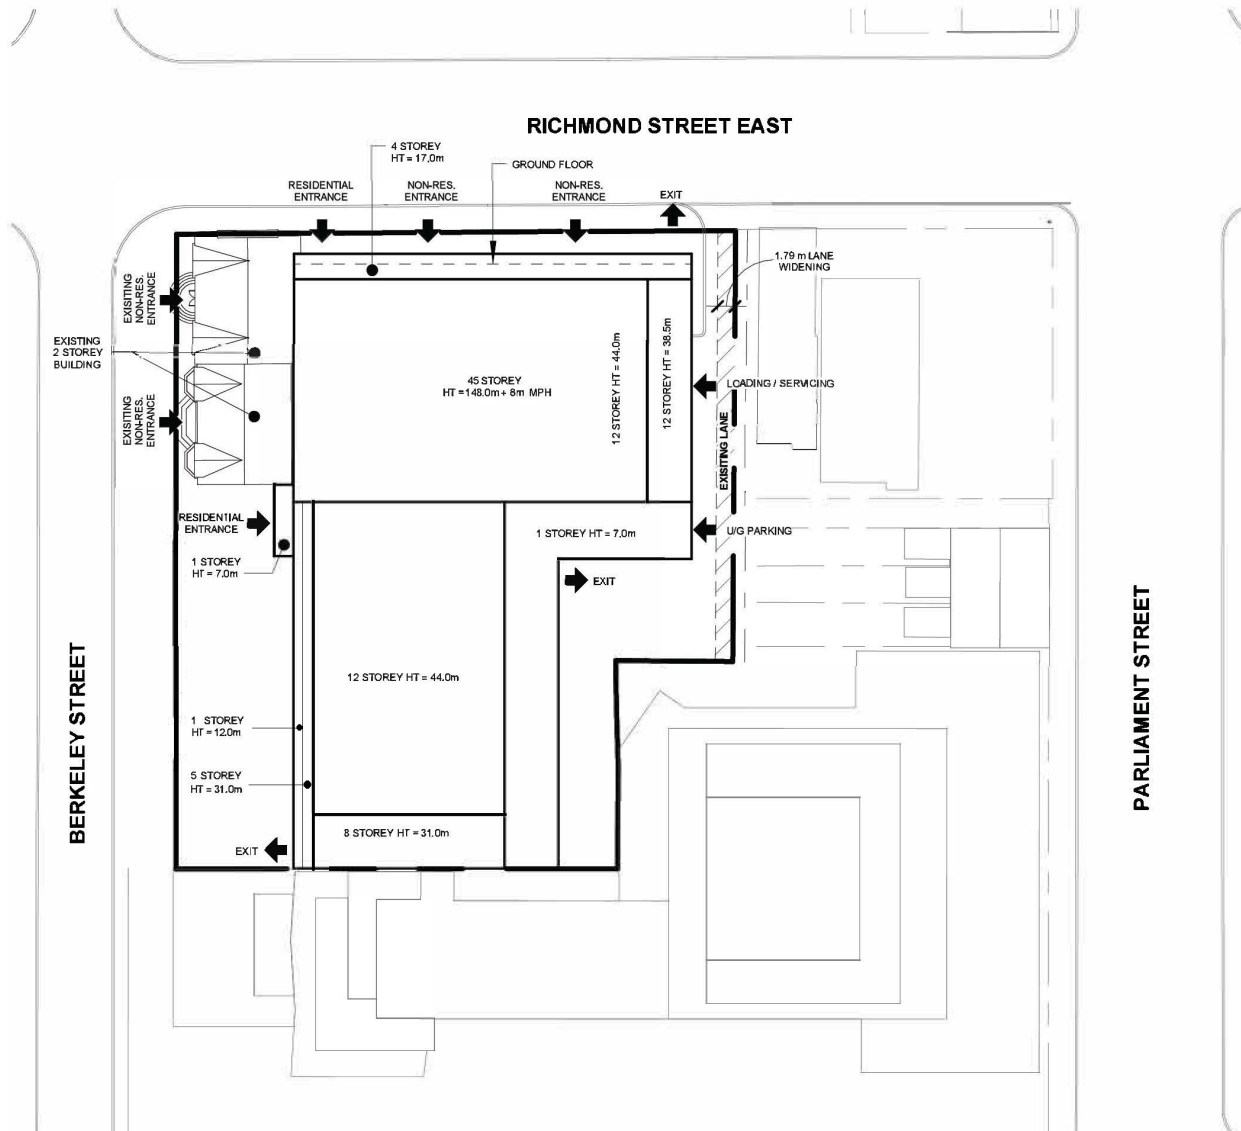 RICHMOND STREET EAST
4 STOREY
HT = 17.0m
GROUND FLOOR
RESIDENTIAL
ENTRANCE
NON-RES.
ENTRANCE
NON-RES.
ENTRANCE
EXIT
1.79 m LANE
WIDENING
EXISITING
NON-RES.
ENTRANCE
EXISTING
2 STOREY
BUILDING
EXISITING
NON-RES.
ENTRANCE
45 STOREY
HT =148.0m+ 8m MPH
12 STOREY HT = 44.0m
12 STOREY HT = 38.5m
LOADING / SERVICING
EXISITING LANE
RESIDENTIAL
ENTRANCE
1 STOREY HT = 7.0m
U/G PARKING
1 STOREY
HT = 7.0m
EXIT
12 STOREY HT = 44.0m
1 STOREY
HT = 12.0m
5 STOREY
HT = 31.0m
8 STOREY HT = 31.0m
EXIT
BERKELEY STREET
PARLIAMENT STREET